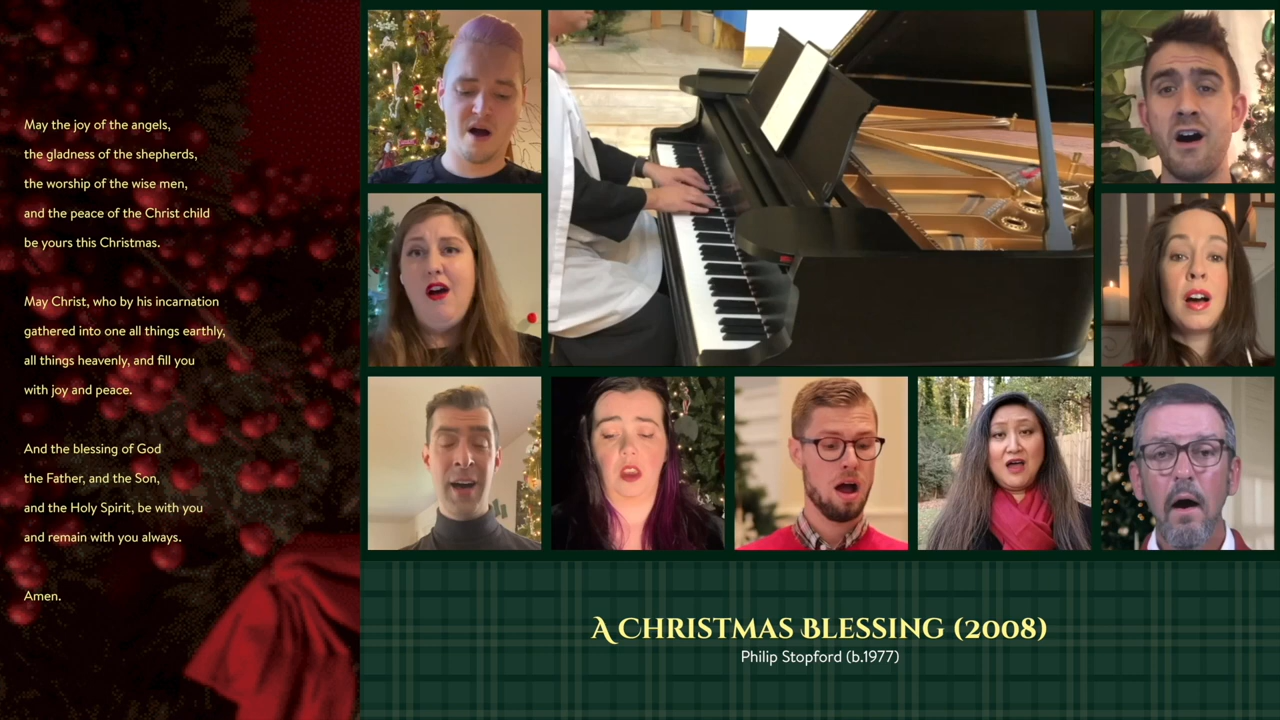 May the joy of the angels,
the gladness of the shepherds,
the worship of the wise men,
and the peace of the Christ child
be yours this Christmas.
May Christ, who by his incarnation
gathered into one all things earthly,
all things heavenly, and fill you
with joy and peace.
And the blessing of God
the Father, and the Son,
and the Holy Spirit, be with you
and remain with you always.
Amen.
A Christmas Blessing (2008)
Philip Stopford (b.1977)